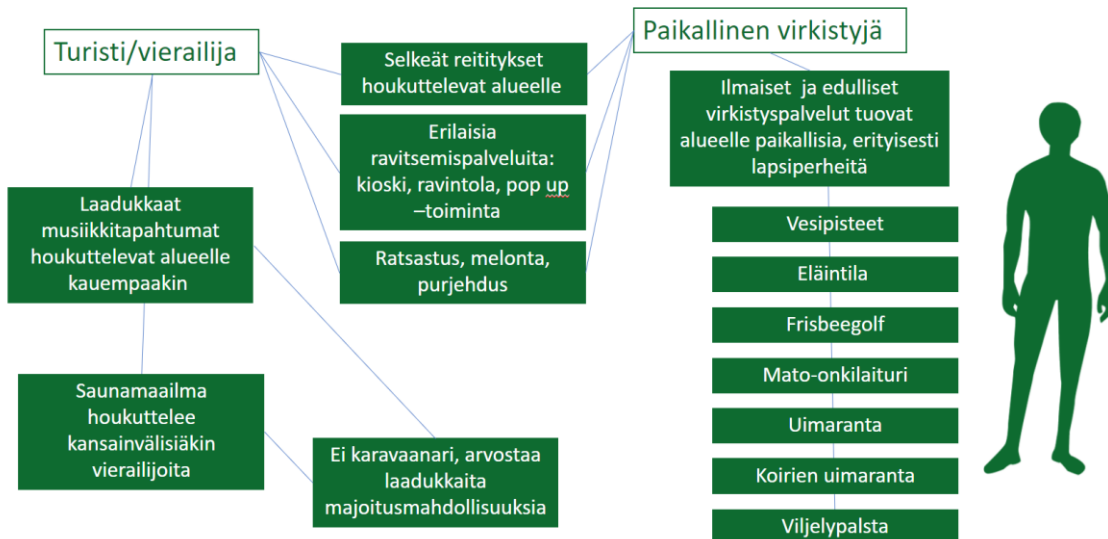 Turisti/vierailija
Paikallinen virkistyjä
Selkeät reititykset
houkuttelevat alueelle
Erilaisia
ravitsemispalveluita:
kioski, ravintola, pop up
–toiminta
Ratsastus, melonta,
purjehdus
Laadukkaat
musiikkitapahtumat
houkuttelevat alueelle
kauempaakin
Saunamaailma
houkuttelee
kansainvälisiäkin
vierailijoita
Ei karavaanari, arvostaa
laadukkaita
majoitusmahdollisuuksia
Ilmaiset ja edulliset
virkistyspalvelut tuovat
alueelle paikallisia, erityisesti
lapsiperheitä
Vesipisteet
Eläintila
Frisbeegolf
Mato-onkilaituri
Uimaranta
Koirien uimaranta
Viljelypalsta